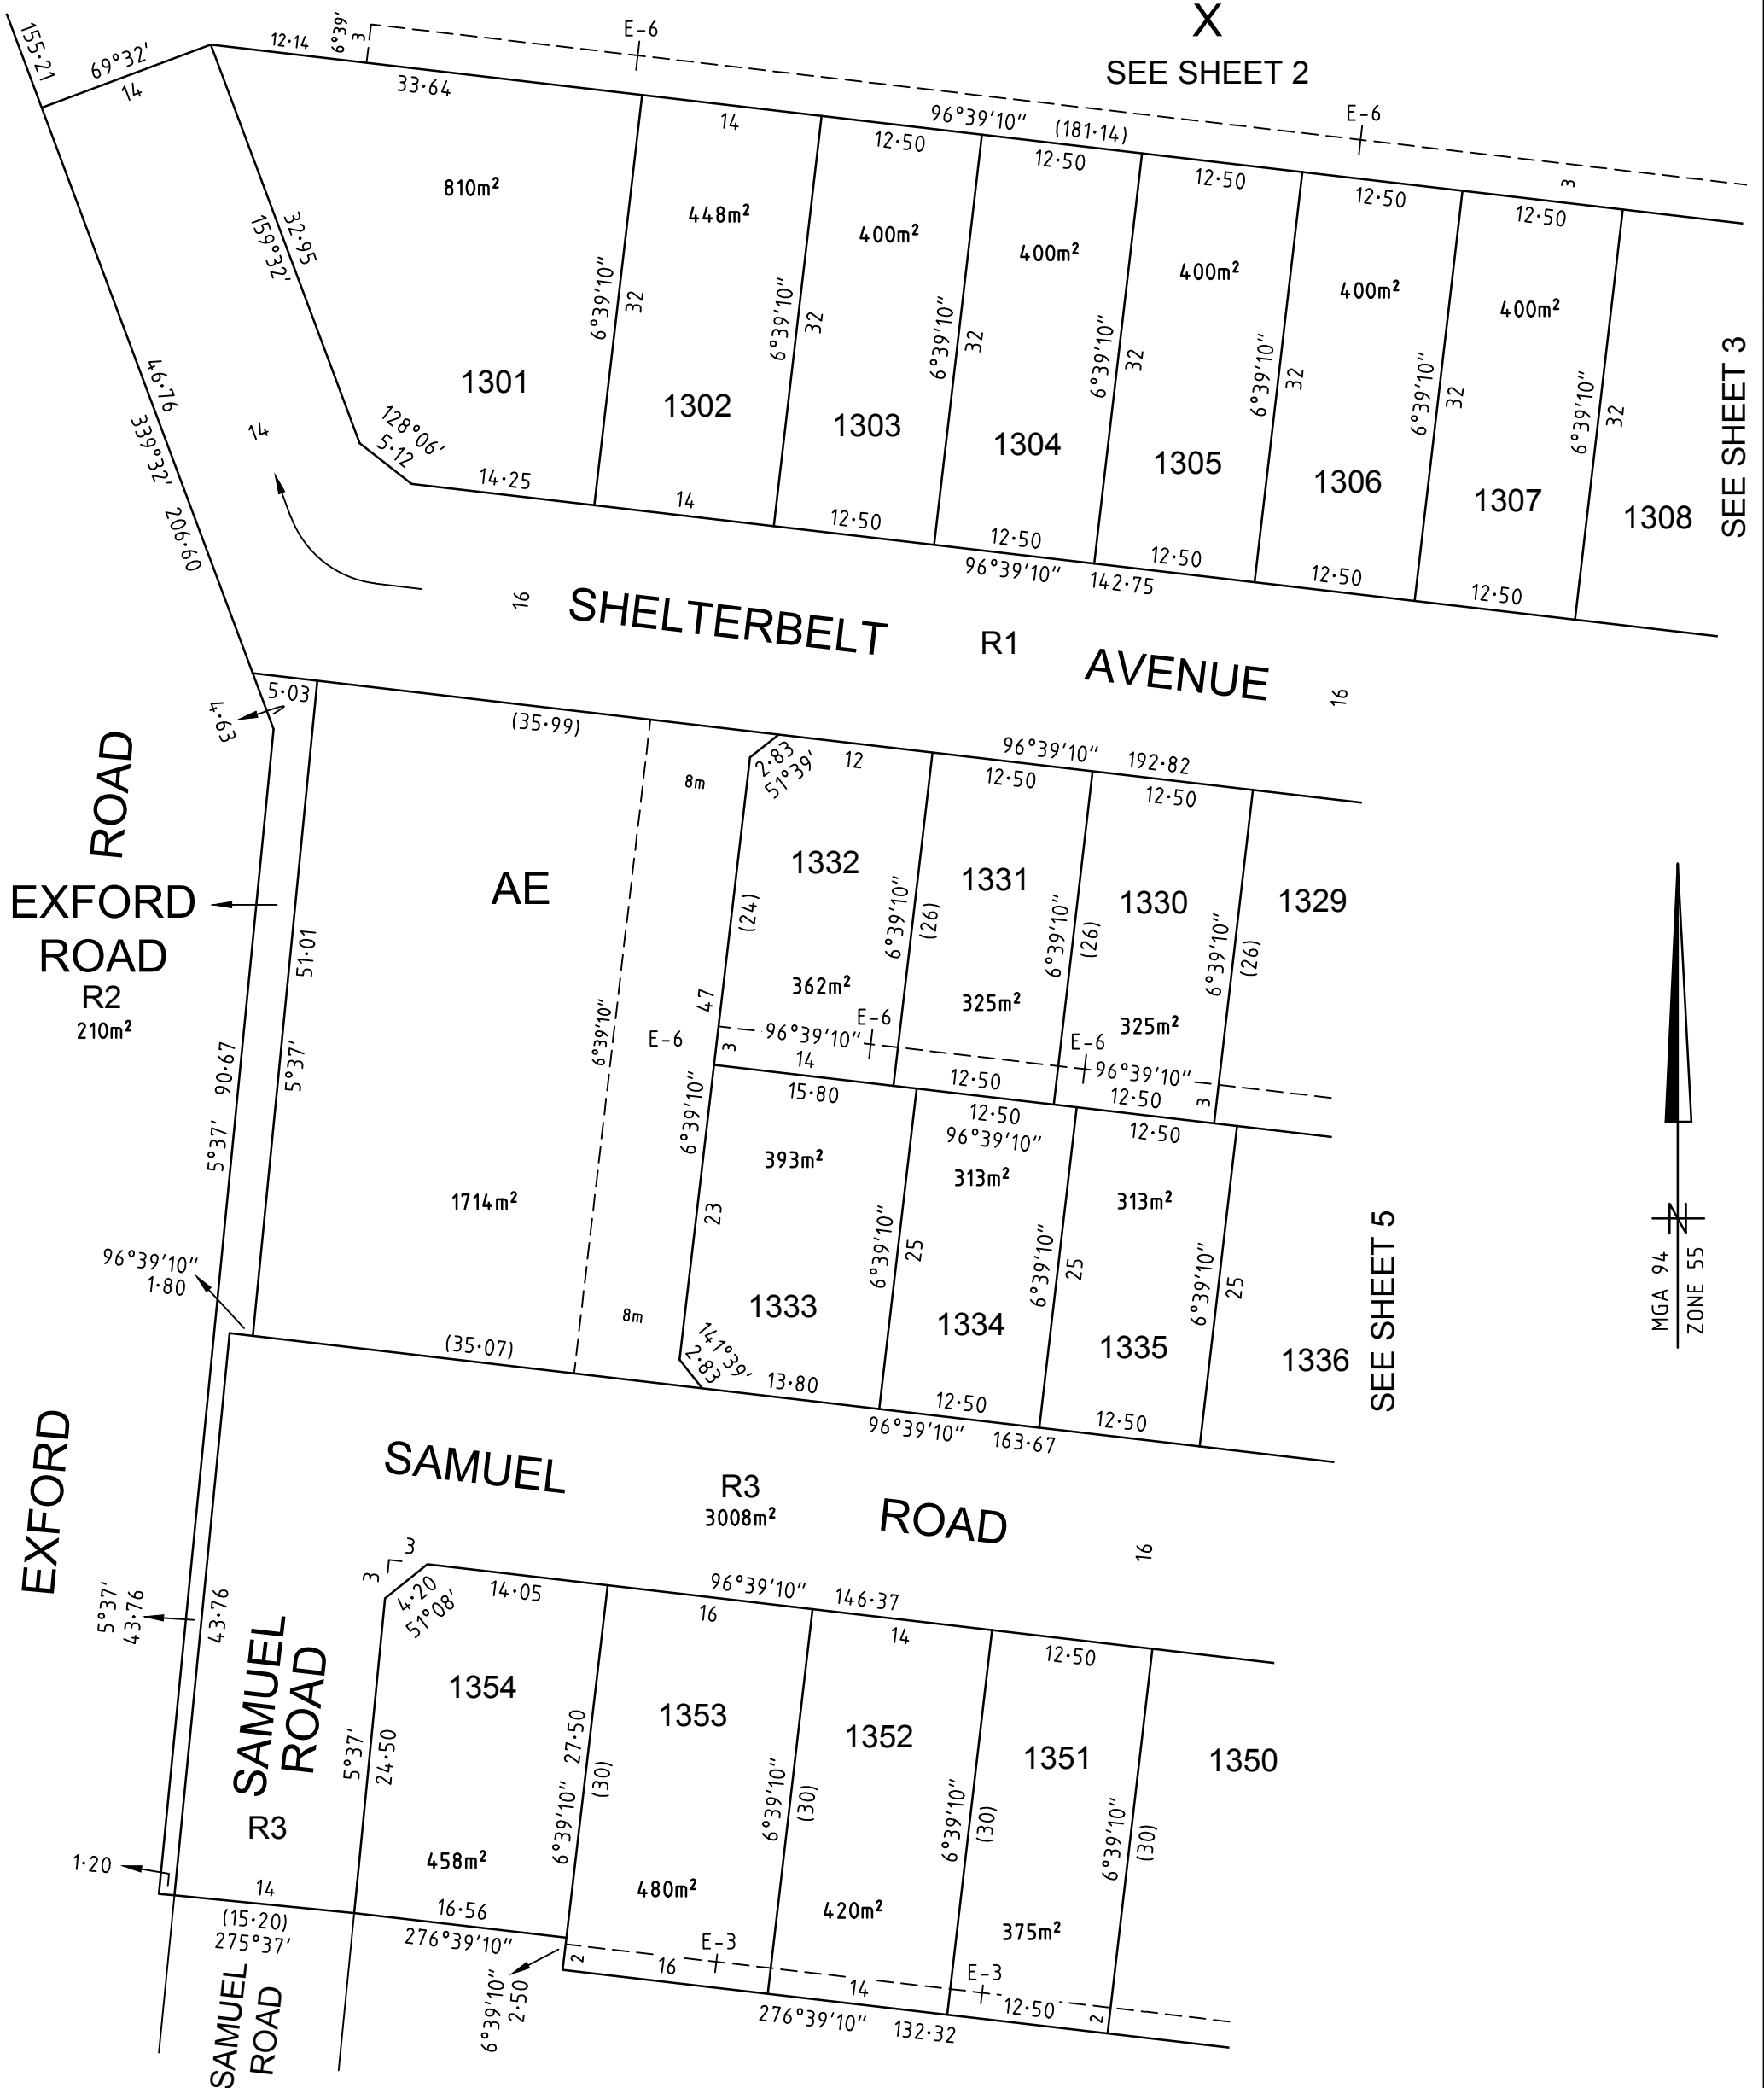 X
SEE SHEET 2
155·21
69°32'
14
12·14
6°39'
3
E-6
33·64
96°39'10" (181·14)
E-6
3
14
12·50
12·50
12·50
12·50
12·50
810m²
448m²
400m²
400m²
400m²
400m²
400m²
32·95
159°32'
6°39'10"
32
6°39'10"
32
6°39'10"
32
6°39'10"
32
6°39'10"
32
6°39'10"
32
6°39'10"
32
1301
1302
1303
1304
1305
1306
1307
1308
SEE SHEET 3
46·76
339°32'
206·60
14
128°06'
5·12
14·25
14
12·50
12·50
12·50
12·50
12·50
96°39'10" 142·75
16
SHELTERBELT
R1
AVENUE
16
5·03
4·63
(35·99)
2·83
51°39'
12
96°39'10" 192·82
12·50
12·50
8m
ROAD
EXFORD
ROAD
R2
210m²
AE
1332
1331
1330
1329
51·01
5°37'
(24)
6°39'10"
(26)
6°39'10"
(26)
6°39'10"
(26)
362m²
325m²
325m²
47
6°39'10"
E-6
3
96°39'10"
E-6
E-6
96°39'10"
14
12·50
12·50
3
90·67
5°37'
6°39'10"
15·80
12·50
96°39'10"
12·50
393m²
313m²
313m²
1714m²
23
6°39'10"
25
6°39'10"
25
6°39'10"
25
1333
1334
1335
1336
SEE SHEET 5
MGA 94
ZONE 55
N
96°39'10"
1·80
8m
(35·07)
141°39'
2·83
13·80
12·50
12·50
96°39'10" 163·67
EXFORD
SAMUEL
R3
3008m²
ROAD
16
3
3
4·20
51°08'
14·05
96°39'10" 146·37
16
14
12·50
5°37'
43·76
43·76
SAMUEL
ROAD
R3
1354
1353
1352
1351
1350
5°37'
24·50
6°39'10" 27·50
(30)
6°39'10"
(30)
6°39'10"
(30)
6°39'10"
(30)
458m²
480m²
420m²
375m²
1·20
14
(15·20)
275°37'
16·56
276°39'10"
6°39'10"
2·50
2
E-3
16
14
E-3
12·50
2
276°39'10" 132·32
SAMUEL
ROAD